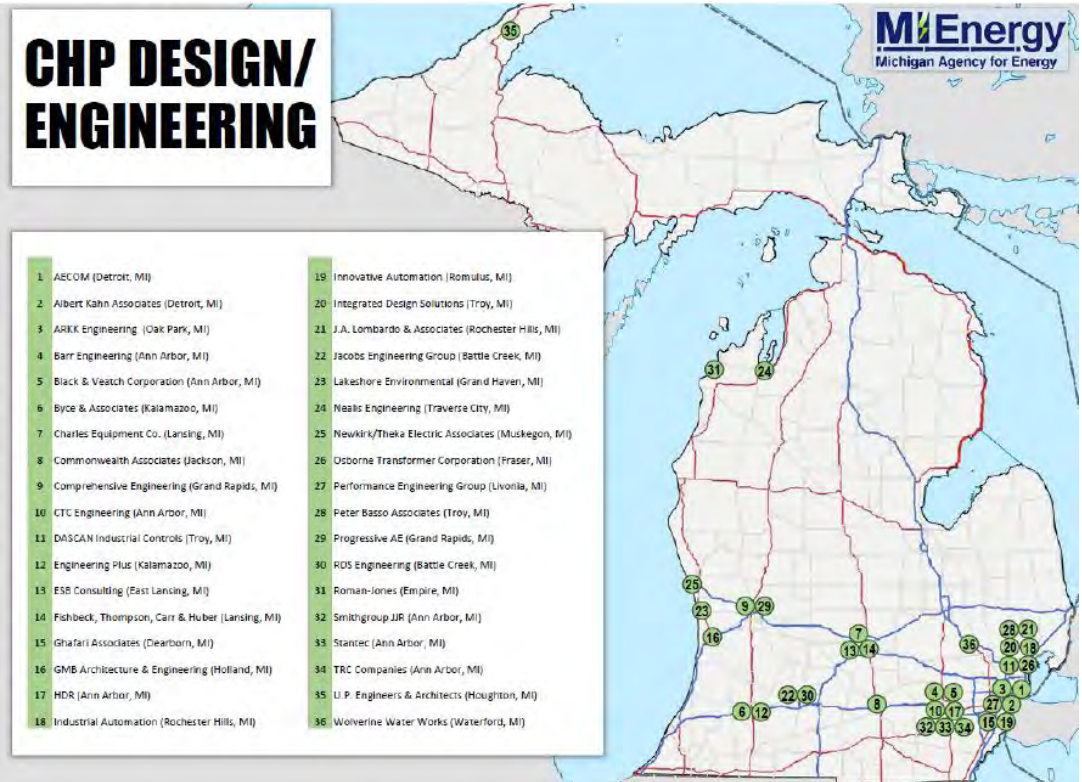 CHP DESIGN/
ENGINEERING
MIEnergy
Michigan Agency for Energy
1 AECOM (Detroit, MI)
2 Albert Kahn Associates (Detroit, MI)
3 ARKK Engineering (Oak Park, MI)
4 Barr Engineering (Ann Arbor, MI)
5 Black & Veatch Corporation (Ann Arbor, MI)
6 Byce & Associates (Kalamazoo, MI)
7 Charles Equipment Co. (Lansing, MI)
8 Commonwealth Associates (Jackson, MI)
9 Comprehensive Engineering (Grand Rapids, MI)
10 CTC Engineering (Ann Arbor, MI)
11 DASCAN Industrial Controls (Troy, MI)
12 Engineering Plus (Kalamazoo, MI)
13 ESB Consulting (East Lansing, MI)
14 Fishbeck, Thompson, Carr & Huber (Lansing, MI)
15 Ghafari Associates (Dearborn, MI)
16 GMB Architecture & Engineering (Holland, MI)
17 HDR (Ann Arbor, MI)
18 Industrial Automation (Rochester Hills, MI)
19 Innovative Automation (Romulus, MI)
20 Integrated Design Solutions (Troy, MI)
21 J.A. Lombardo & Associates (Rochester Hills, MI)
22 Jacobs Engineering Group (Battle Creek, MI)
23 Lakeshore Environmental (Grand Haven, MI)
24 Nealis Engineering (Traverse City, MI)
25 Newkirk/Theka Electric Associates (Muskegon, MI)
26 Osborne Transformer Corporation (Fraser, MI)
27 Performance Engineering Group (Livonia, MI)
28 Peter Basso Associates (Troy, MI)
29 Progressive AE (Grand Rapids, MI)
30 RDS Engineering (Battle Creek, MI)
31 Roman-Jones (Empire, MI)
32 Smithgroup JJR (Ann Arbor, MI)
33 Stantec (Ann Arbor, MI)
34 TRC Companies (Ann Arbor, MI)
35 U.P. Engineers & Architects (Houghton, MI)
36 Wolverine Water Works (Waterford, MI)
35
31 24
25
23 9 29
16
7
13 14
36
28 21
20 18
11 26
22 30
6 12
8
4 5
10 17
32 33 34
3 1
27 2
15 19